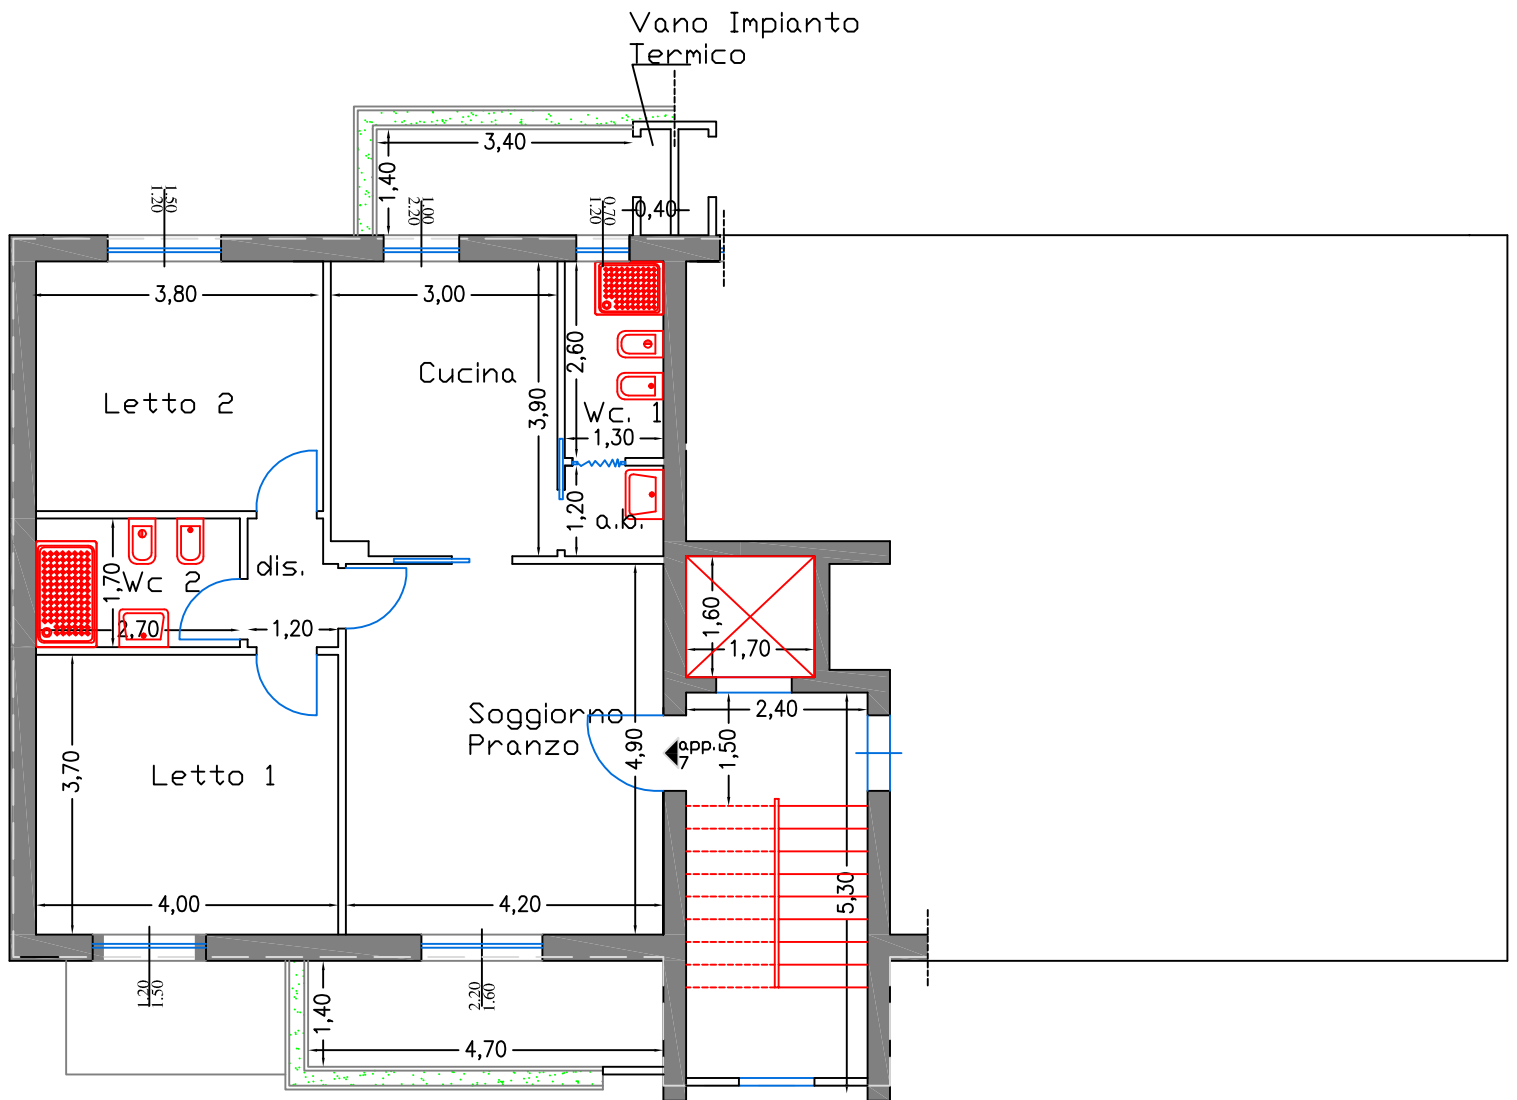 Vano Impianto
Termico
3,40
1,40
0,40
1.50
1.20
1.00
2.20
0.70
1.20
3,80
3,00
2,60
3,90
Cucina
Letto 2
Wc. 1
1,30
1,20
a.b.
1,70
Wc 2
dis.
2,70
1,20
1,60
1,70
2,40
Soggiorno
Pranzo
4,90
app.
7
1,50
3,70
Letto 1
4,00
4,20
5,30
1.20
1.50
2.20
1.60
1,40
4,70